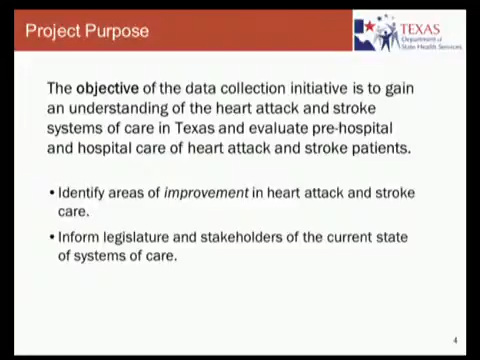 Project Purpose
TEXAS
Department of
State Health Services
The objective of the data collection initiative is to gain
an understanding of the heart attack and stroke
systems of care in Texas and evaluate pre-hospital
and hospital care of heart attack and stroke patients.
• Identify areas of improvement in heart attack and stroke
care.
• Inform legislature and stakeholders of the current state
of systems of care.
4